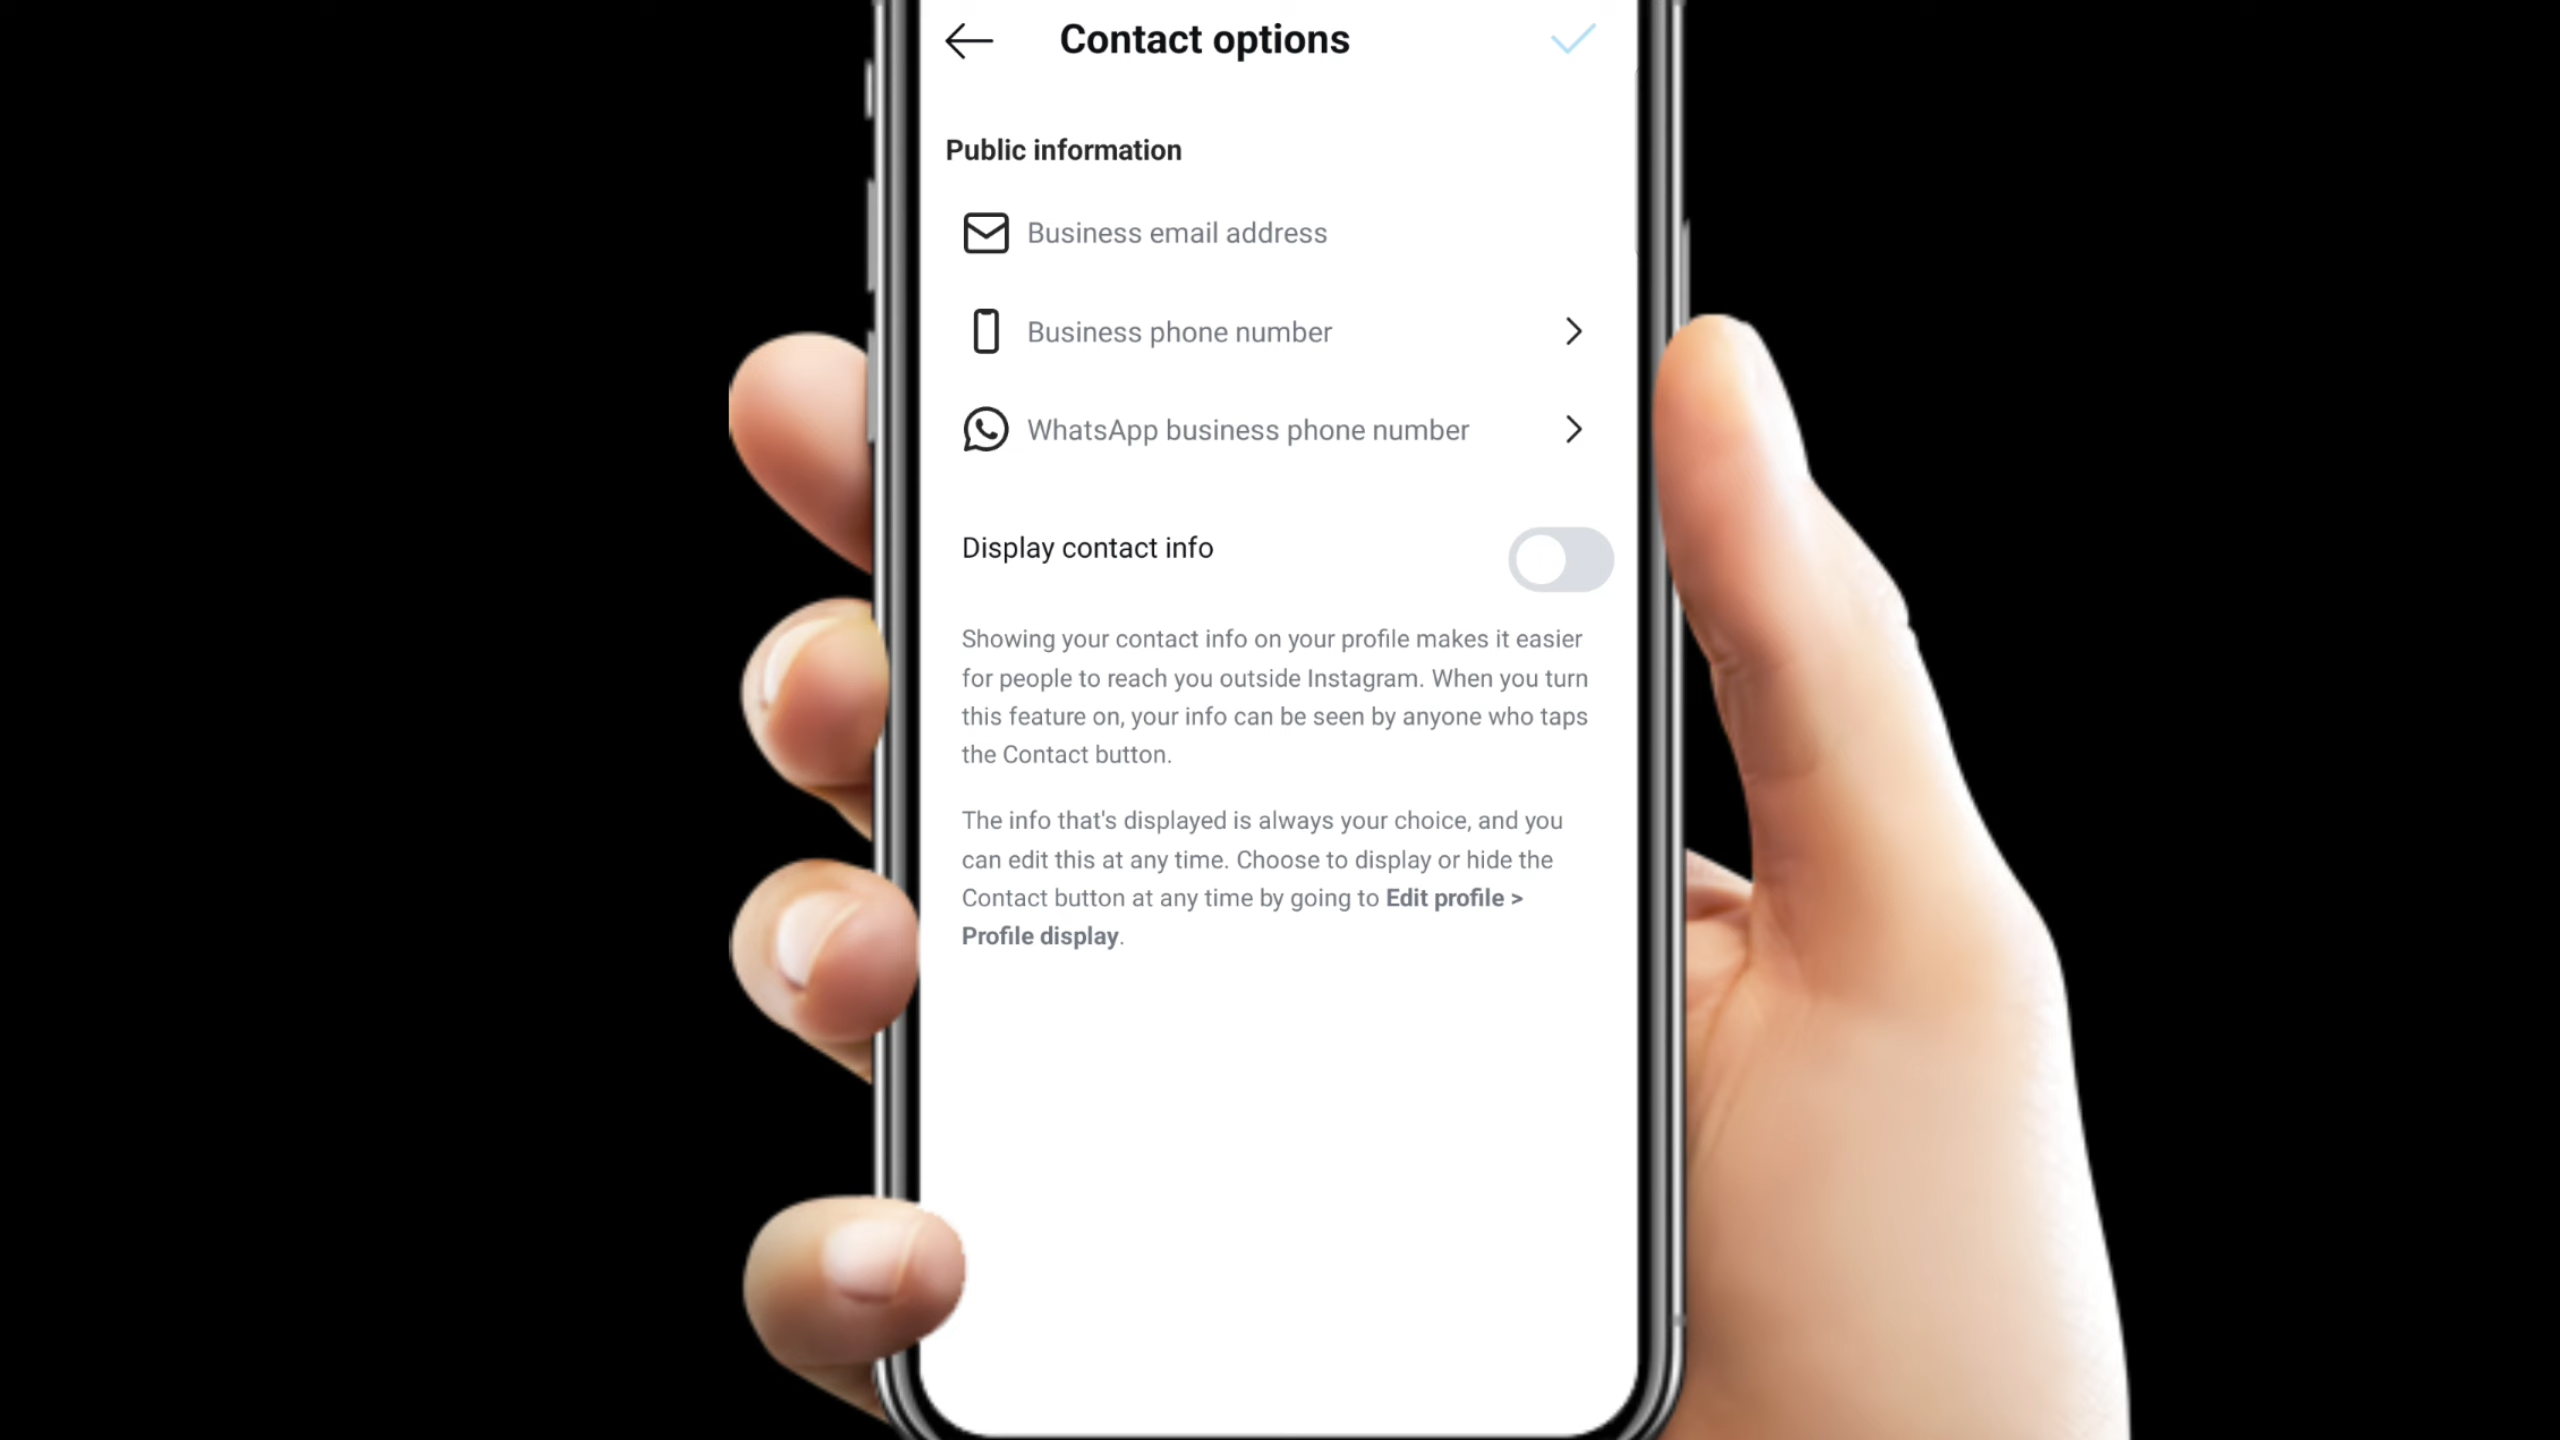 Contact options
Public information
Business email address
Business phone number
WhatsApp business phone number
Display contact info
Showing your contact info on your profile makes it easier
for people to reach you outside Instagram. When you turn
this feature on, your info can be seen by anyone who taps
the Contact button.
The info that's displayed is always your choice, and you
can edit this at any time. Choose to display or hide the
Contact button at any time by going to Edit profile >
Profile display.